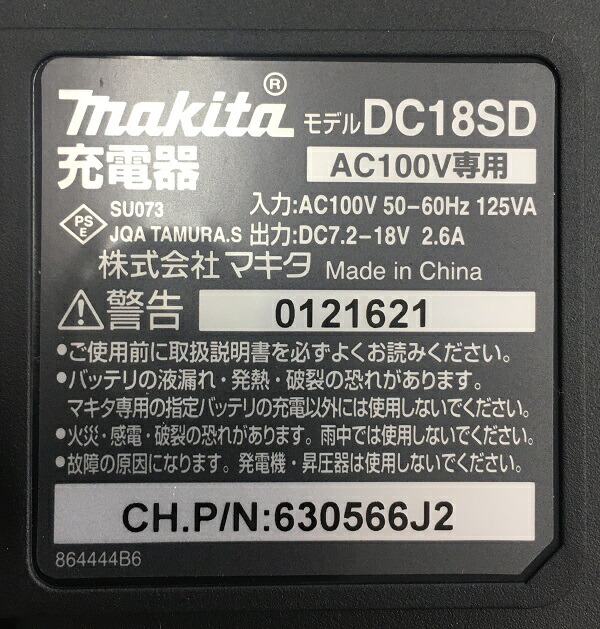 makita® モデル DC18SD
充電器 AC100V専用
PS E SU073 入力:AC100V 50-60Hz 125VA
JQA TAMURA.S 出力:DC7.2-18V 2.6A
株式会社 マキタ Made in China
警告 0121621
●ご使用前に取扱説明書を必ずよくお読みください。
●バッテリの液漏れ・発熱・破裂の恐れがあります。
マキタ専用の指定バッテリの充電以外には使用しないでください。
●火災・感電・破裂の恐れがあります。雨中では使用しないでください。
●故障の原因になります。発電機・昇圧器は使用しないでください。
CH.P/N:630566J2
864444B6